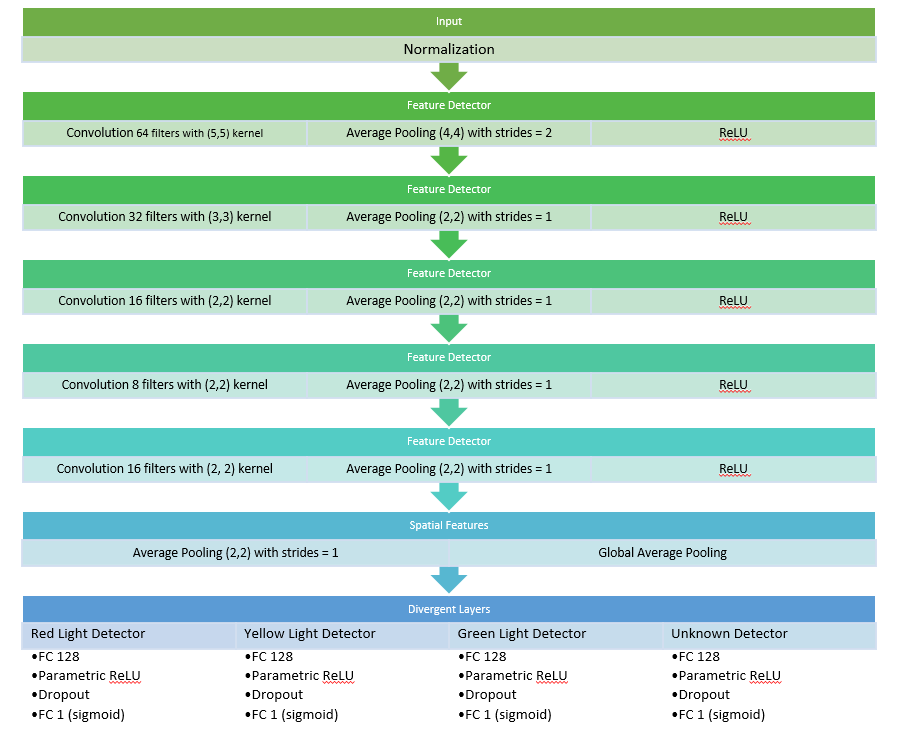 Input
Normalization
Feature Detector
Convolution 64 filters with (5,5) kernel
Average Pooling (4,4) with strides = 2
ReLU
Feature Detector
Convolution 32 filters with (3,3) kernel
Average Pooling (2,2) with strides = 1
ReLU
Feature Detector
Convolution 16 filters with (2,2) kernel
Average Pooling (2,2) with strides = 1
ReLU
Feature Detector
Convolution 8 filters with (2,2) kernel
Average Pooling (2,2) with strides = 1
ReLU
Feature Detector
Convolution 16 filters with (2, 2) kernel
Average Pooling (2,2) with strides = 1
ReLU
Spatial Features
Average Pooling (2,2) with strides = 1
Global Average Pooling
Divergent Layers
Red Light Detector
•FC 128
•Parametric ReLU
•Dropout
•FC 1 (sigmoid)
Yellow Light Detector
•FC 128
•Parametric ReLU
•Dropout
•FC 1 (sigmoid)
Green Light Detector
•FC 128
•Parametric ReLU
•Dropout
•FC 1 (sigmoid)
Unknown Detector
•FC 128
•Parametric ReLU
•Dropout
•FC 1 (sigmoid)